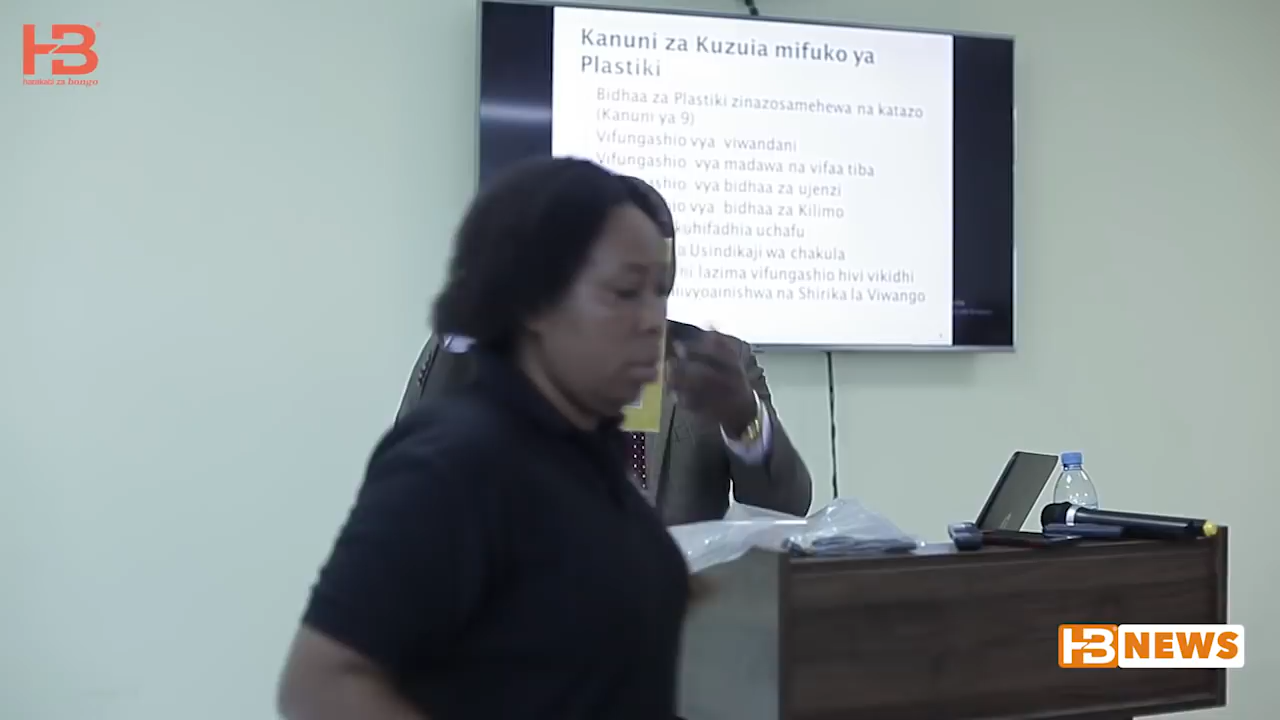 HB
habikazi za bongo
Kanuni za Kuzuia mifuko ya
Plastiki
Bidhaa za Plastiki zinazosamehewa na katazo
(Kanuni ya 9)
Vifungashio vya viwandani
Vifungashio vya madawa na vifaa tiba
vya bidhaa za ujenzi
vya bidhaa za Kilimo
kuhifadhia uchafu
Usindikaji wa chakula
lazima vifungashio hivi vikidhi
na Shirika la Viwango
HB NEWS